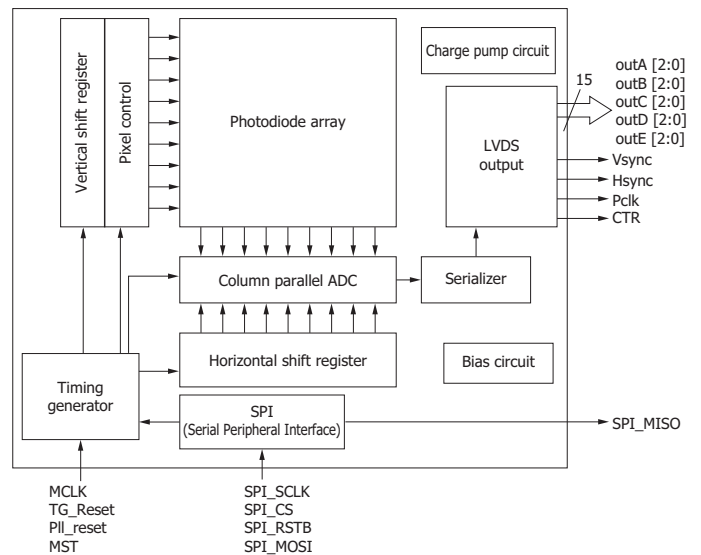 Vertical shift register
Pixel control
Photodiode array
Charge pump circuit
LVDS
output
15
outA [2:0]
outB [2:0]
outC [2:0]
outD [2:0]
outE [2:0]
Vsync
Hsync
Pclk
CTR
Column parallel ADC
Serializer
Horizontal shift register
Bias circuit
Timing
generator
SPI
(Serial Peripheral Interface)
SPI_MISO
MCLK
TG_Reset
Pll_reset
MST
SPI_SCLK
SPI_CS
SPI_RSTB
SPI_MOSI